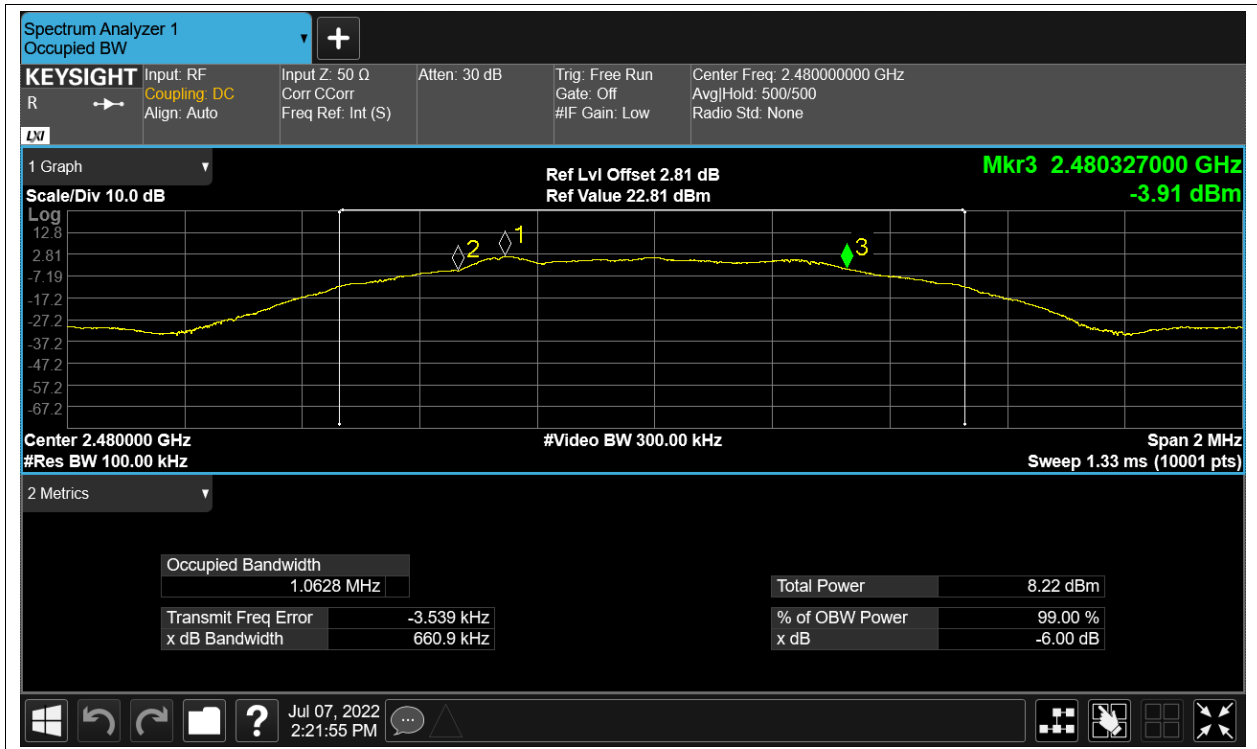 Spectrum Analyzer 1
Occupied BW
KEYSIGHT Input: RF Input Z: 50 Ω Atten: 30 dB Trig: Free Run Center Freq: 2.480000000 GHz
R Coupling: DC Corr CCorr Gate: Off Avg|Hold: 500/500
Align: Auto Freq Ref: Int (S) #IF Gain: Low Radio Std: None
LXI
1 Graph Ref Lvl Offset 2.81 dB Mkr3 2.480327000 GHz
Scale/Div 10.0 dB Ref Value 22.81 dBm -3.91 dBm
Log
12.8
2.81
-7.19
-17.2
-27.2
-37.2
-47.2
-57.2
-67.2
2 1 3
Center 2.480000 GHz #Video BW 300.00 kHz Span 2 MHz
#Res BW 100.00 kHz Sweep 1.33 ms (10001 pts)
2 Metrics
Occupied Bandwidth
1.0628 MHz Total Power 8.22 dBm
Transmit Freq Error -3.539 kHz % of OBW Power 99.00 %
x dB Bandwidth 660.9 kHz x dB -6.00 dB
? Jul 07, 2022
2:21:55 PM